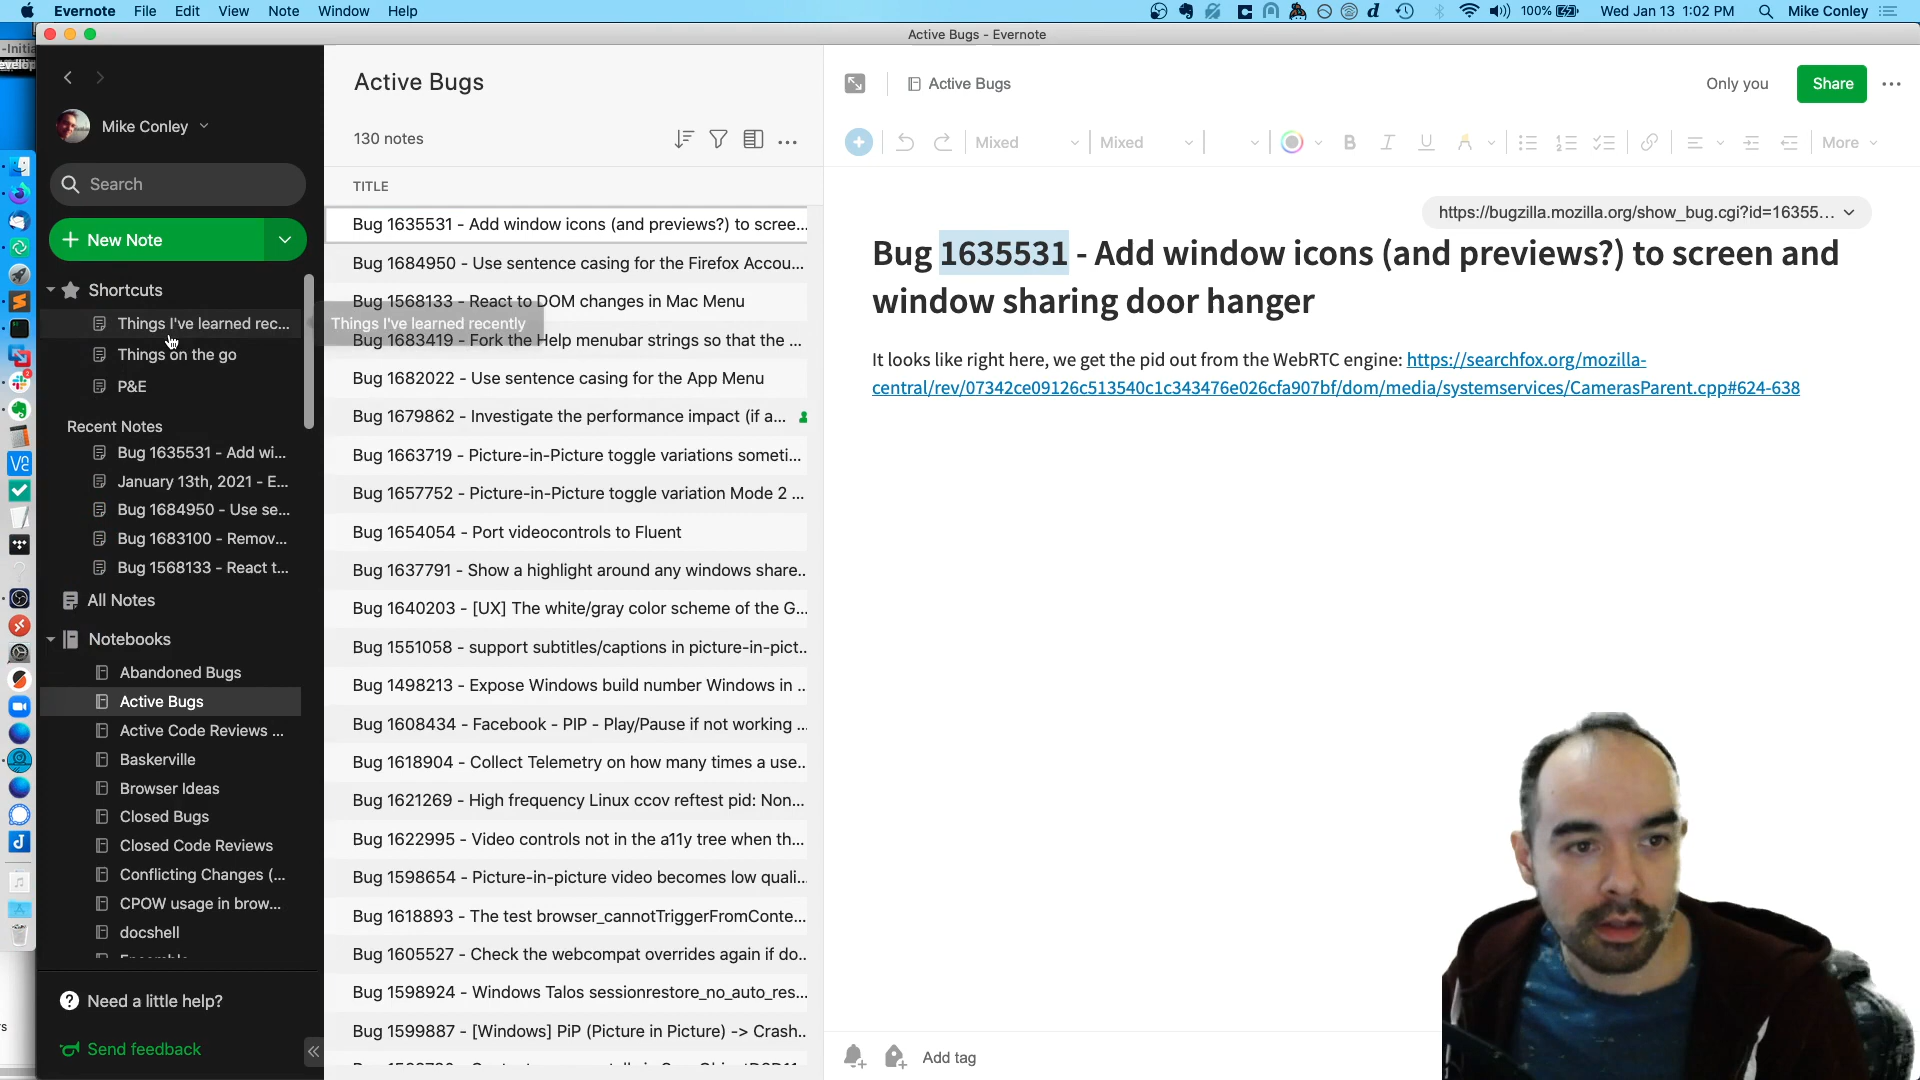 Evernote File Edit View Note Window Help
100% Wed Jan 13 1:02 PM Mike Conley
Active Bugs - Evernote
Mike Conley
Search
New Note
Shortcuts
Things I've learned rec...
Things on the go
P&E
Recent Notes
Bug 1635531 - Add wi...
January 13th, 2021 - E...
Bug 1684950 - Use se...
Bug 1683100 - Remov...
Bug 1568133 - React t...
All Notes
Notebooks
Abandoned Bugs
Active Bugs
Active Code Reviews ...
Baskerville
Browser Ideas
Closed Bugs
Closed Code Reviews
Conflicting Changes (...
CPOW usage in brow...
docshell
Need a little help?
Send feedback
Active Bugs
130 notes
TITLE
Bug 1635531 - Add window icons (and previews?) to scree...
Bug 1684950 - Use sentence casing for the Firefox Accou...
Bug 1568133 - React to DOM changes in Mac Menu
Things I've learned recently
Bug 1683419 - Fork the Help menubar strings so that the ...
Bug 1682022 - Use sentence casing for the App Menu
Bug 1679862 - Investigate the performance impact (if a...
Bug 1663719 - Picture-in-Picture toggle variations someti...
Bug 1657752 - Picture-in-Picture toggle variation Mode 2 ...
Bug 1654054 - Port videocontrols to Fluent
Bug 1637791 - Show a highlight around any windows share..
Bug 1640203 - [UX] The white/gray color scheme of the G...
Bug 1551058 - support subtitles/captions in picture-in-pict..
Bug 1498213 - Expose Windows build number Windows in ..
Bug 1608434 - Facebook - PIP - Play/Pause if not working ..
Bug 1618904 - Collect Telemetry on how many times a use..
Bug 1621269 - High frequency Linux ccov reftest pid: Non...
Bug 1622995 - Video controls not in the a11y tree when th...
Bug 1598654 - Picture-in-picture video becomes low quali..
Bug 1618893 - The test browser_cannotTriggerFromConte...
Bug 1605527 - Check the webcompat overrides again if do..
Bug 1598924 - Windows Talos sessionrestore_no_auto_res...
Bug 1599887 - [Windows] PiP (Picture in Picture) -> Crash..
Active Bugs
Only you Share
Mixed Mixed B I U A More
https://bugzilla.mozilla.org/show_bug.cgi?id=16355...
Bug 1635531 - Add window icons (and previews?) to screen and
window sharing door hanger
It looks like right here, we get the pid out from the WebRTC engine: https://searchfox.org/mozilla-
central/rev/07342ce09126c513540c1c343476e026cfa907bf/dom/media/systemservices/CamerasParent.cpp#624-638
Add tag